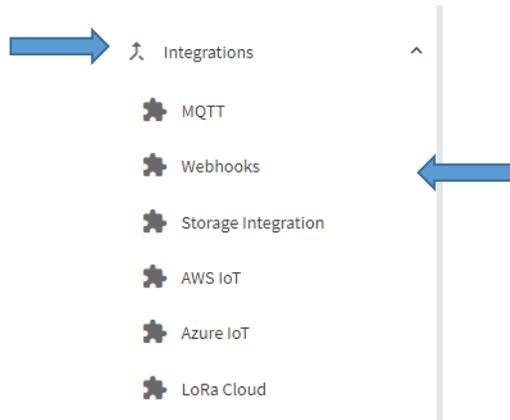 Integrations
MQTT
Webhooks
Storage Integration
AWS IoT
Azure IoT
LoRa Cloud